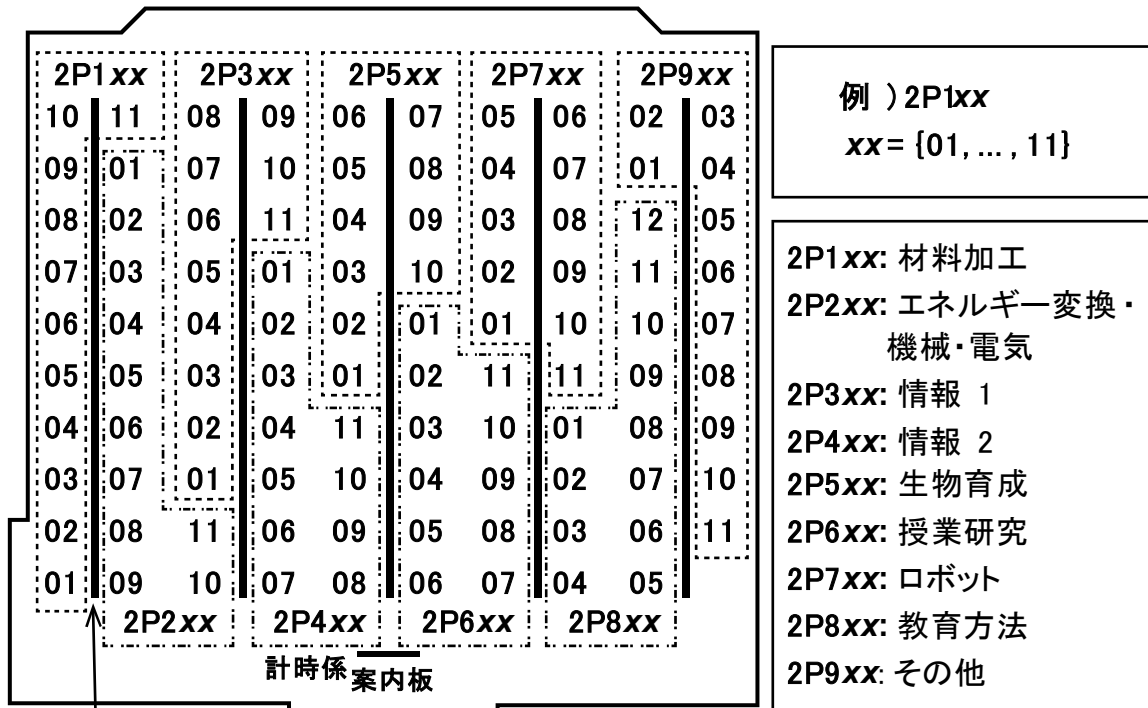 2P1xx 2P3xx 2P5xx 2P7xx 2P9xx
10 11 08 09 06 07 05 06 02 03
09 01 07 10 05 08 04 07 01 04
08 02 06 11 04 09 03 08 12 05
07 03 05 01 03 10 02 09 11 06
06 04 04 02 02 01 01 10 10 07
05 05 03 03 01 02 11 11 09 08
04 06 02 04 11 03 10 01 08 09
03 07 01 05 10 04 09 02 07 10
02 08 11 06 09 05 08 03 06 11
01 09 10 07 08 06 07 04 05
2P2xx 2P4xx 2P6xx 2P8xx
計時係 案内板
例 ) 2P1xx
xx = {01, ... , 11}
2P1xx: 材料加工
2P2xx: エネルギー変換・
機械・電気
2P3xx: 情報 1
2P4xx: 情報 2
2P5xx: 生物育成
2P6xx: 授業研究
2P7xx: ロボット
2P8xx: 教育方法
2P9xx: その他